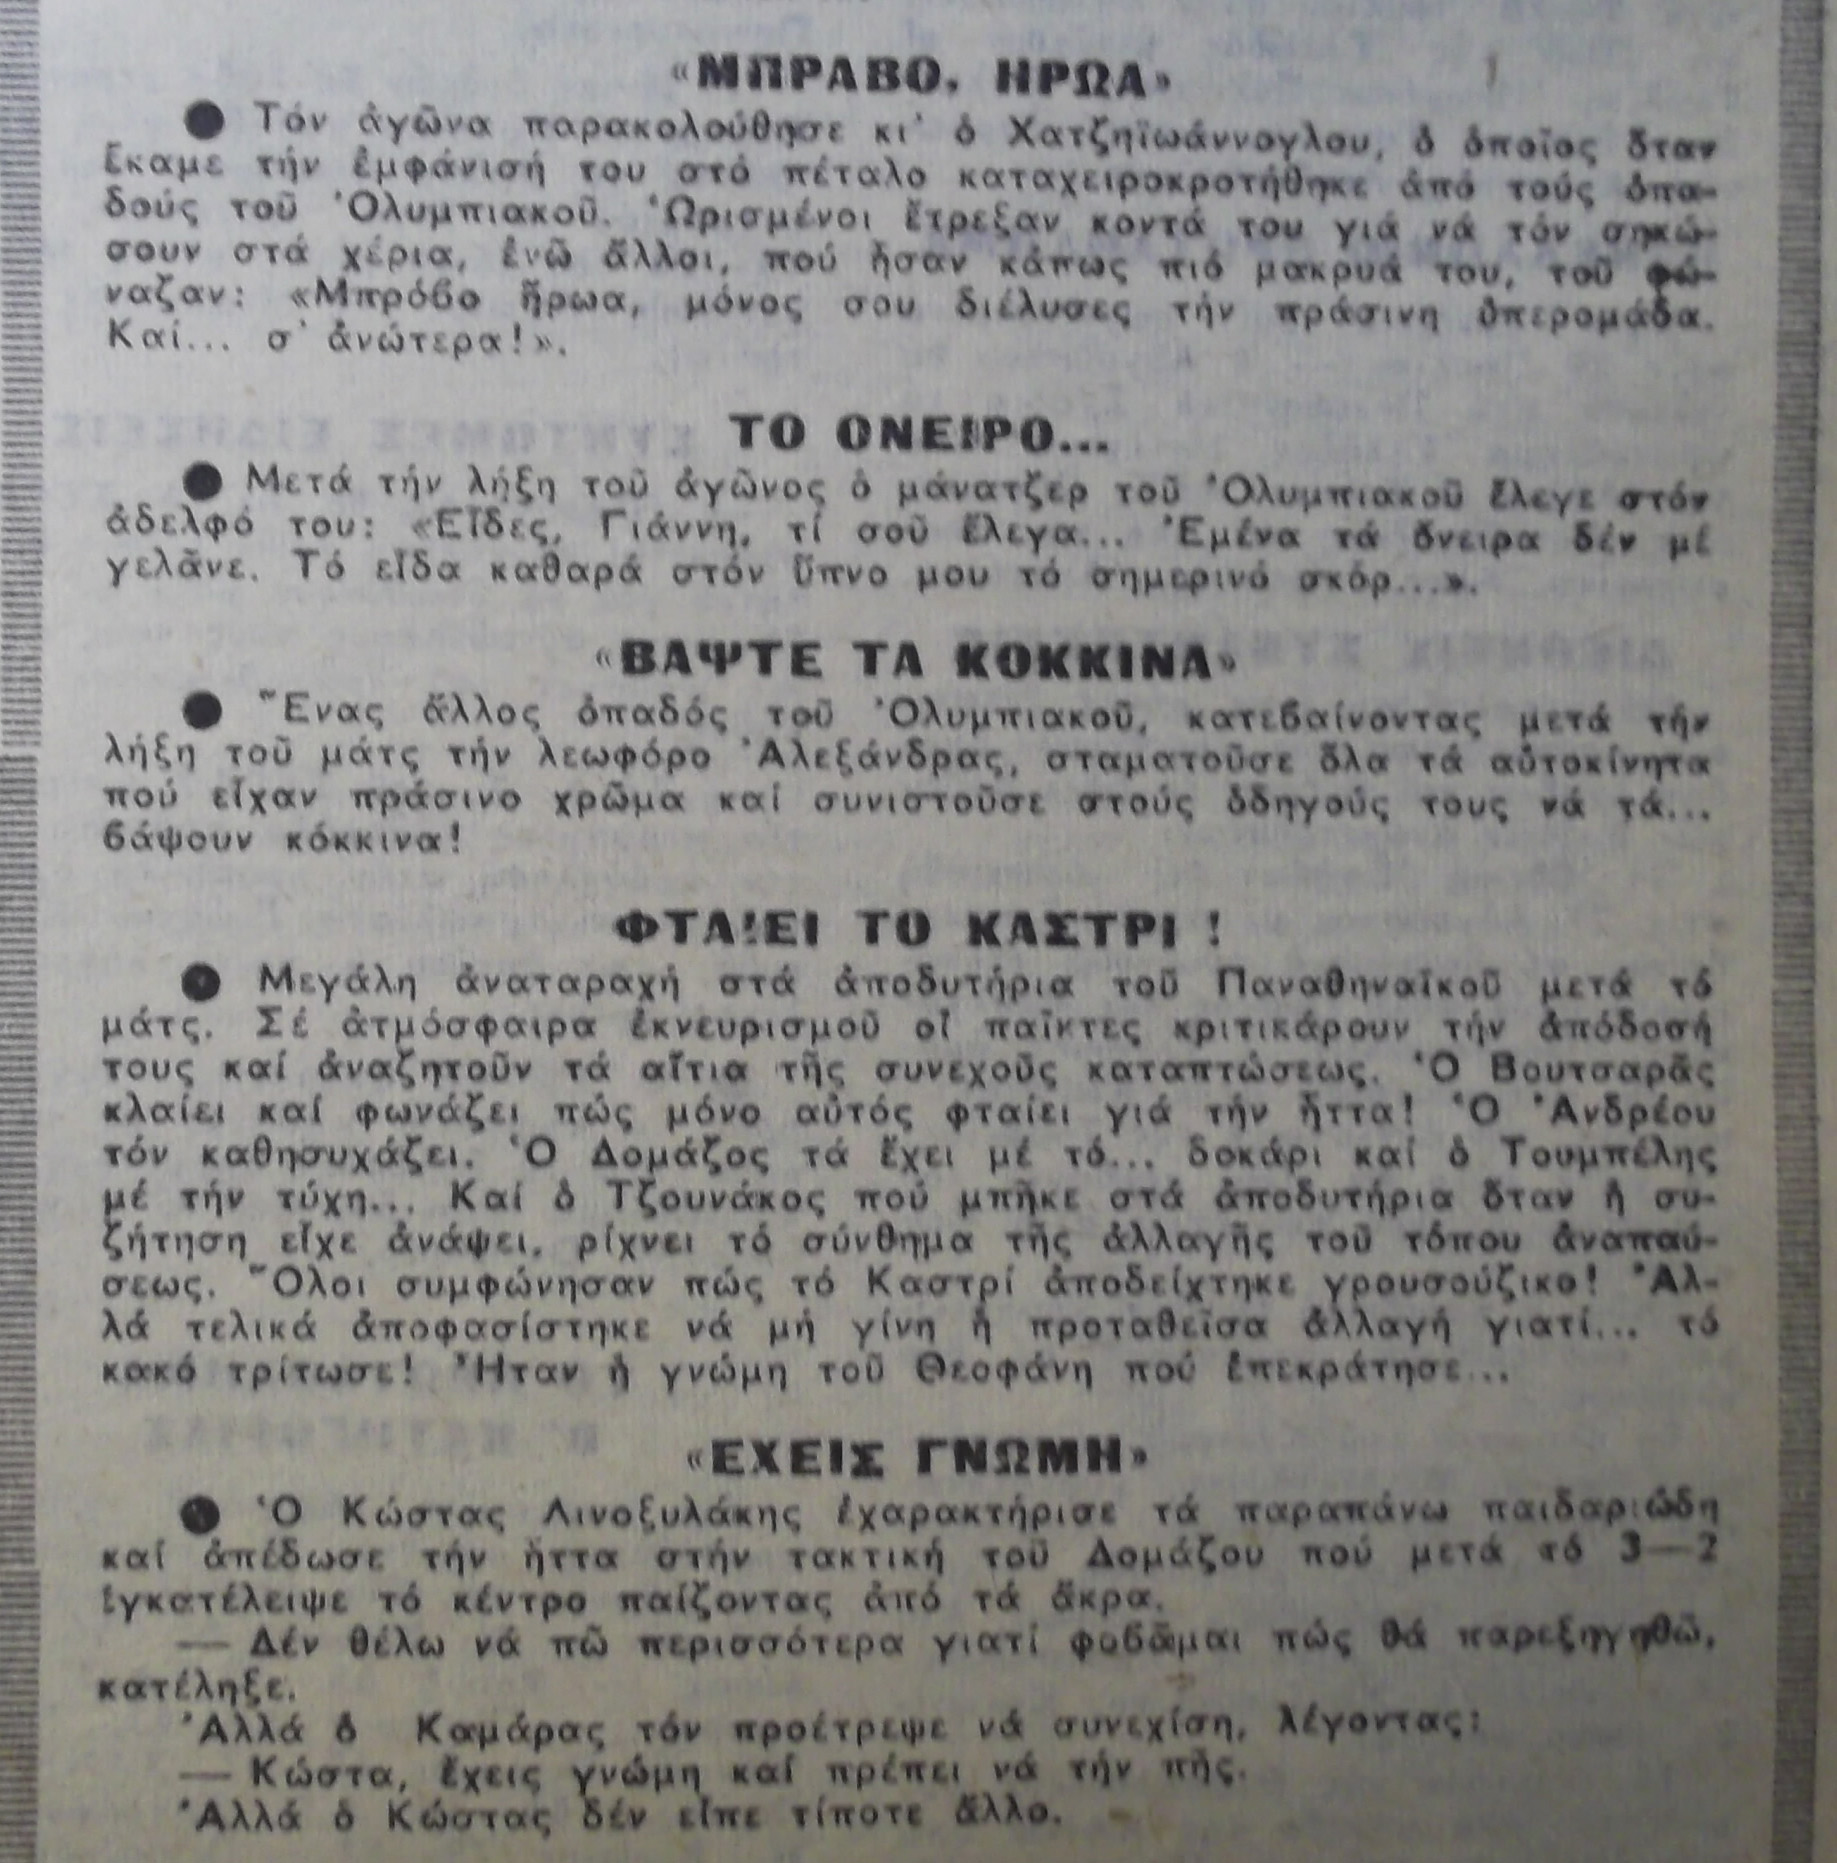 «ΜΠΡΑΒΟ, ΗΡΩΑ»
● Τόν ἀγῶνα παρακολούθησε κι' ὁ Χατζηϊωάννογλου, ὁ ὁποῖος ὅταν
ἔκαμε τήν ἐμφάνισή του στό πέταλο καταχειροκροτήθηκε ἀπό τούς ὀπα-
δούς τοῦ Ὀλυμπιακοῦ. Ὡρισμένοι ἔτρεξαν κοντά του γιά νά τόν σηκώ-
σουν στά χέρια, ἐνῶ ἄλλοι, πού ἦσαν κάπως πιό μακρυά του, τοῦ φώ-
ναζαν: «Μπρόβο ἥρωα, μόνος σου διέλυσες τήν πράσινη ὑπερομάδα.
Καί... σ' ἀνώτερα!».
ΤΟ ΟΝΕΙΡΟ...
● Μετά τήν λήξη τοῦ ἀγῶνος ὁ μάνατζερ τοῦ Ὀλυμπιακοῦ ἔλεγε στόν
ἀδελφό του: «Εἶδες, Γιάννη, τί σοῦ ἔλεγα... Ἐμένα τά ὄνειρα δέν μέ
γελᾶνε. Τό εἶδα καθαρά στόν ὕπνο μου τό σημερινό σκόρ...».
«ΒΑΨΤΕ ΤΑ ΚΟΚΚΙΝΑ»
● Ἕνας ἄλλος ὀπαδός τοῦ Ὀλυμπιακοῦ, κατεβαίνοντας μετά τήν
λήξη τοῦ μάτς τήν λεωφόρο Ἀλεξάνδρας, σταματοῦσε ὅλα τά αὐτοκίνητα
πού εἶχαν πράσινο χρῶμα καί συνιστοῦσε στούς ὁδηγούς τους νά τά...
βάψουν κόκκινα!
ΦΤΑΙΕΙ ΤΟ ΚΑΣΤΡΙ !
● Μεγάλη ἀναταραχή στά ἀποδυτήρια τοῦ Παναθηναϊκοῦ μετά τό
μάτς. Σέ ἀτμόσφαιρα ἐκνευρισμοῦ οἱ παῖκτες κριτικάρουν τήν ἀπόδοσή
τους καί ἀναζητοῦν τά αἴτια τῆς συνεχοῦς καταπτώσεως. Ὁ Βουτσαρᾶς
κλαίει καί φωνάζει πώς μόνο αὐτός φταίει γιά τήν ἥττα! Ὁ Ἀνδρέου
τόν καθησυχάζει. Ὁ Δομάζος τά ἔχει μέ τό... δοκάρι καί ὁ Τουμπέλης
μέ τήν τύχη... Καί ὁ Τζουνάκος πού μπῆκε στά ἀποδυτήρια ὅταν ἡ συ-
ζήτηση εἶχε ἀνάψει, ρίχνει τό σύνθημα τῆς ἀλλαγῆς τοῦ τόπου ἀναπαύ-
σεως. Ὅλοι συμφώνησαν πώς τό Καστρί ἀποδείχτηκε γρουσούζικο! Ἀλ-
λά τελικά ἀποφασίστηκε νά μή γίνη ἡ προταθεῖσα ἀλλαγή γιατί... τό
κακό τρίτωσε! Ἦταν ἡ γνώμη τοῦ Θεοφάνη πού ἐπεκράτησε...
«ΕΧΕΙΣ ΓΝΩΜΗ»
● Ὁ Κώστας Λινοξυλάκης ἐχαρακτήρισε τά παραπάνω παιδαριώδη
καί ἀπέδωσε τήν ἥττα στήν τακτική τοῦ Δομάζου πού μετά τό 3—2
ἐγκατέλειψε τό κέντρο παίζοντας ἀπό τά ἄκρα.
— Δέν θέλω νά πῶ περισσότερα γιατί φοβᾶμαι πώς θά παρεξηγηθῶ,
κατέληξε.
Ἀλλά ὁ Καμάρας τόν προέτρεψε νά συνεχίση, λέγοντας:
— Κώστα, ἔχεις γνώμη καί πρέπει νά τήν πῆς.
Ἀλλά ὁ Κώστας δέν εἶπε τίποτε ἄλλο.